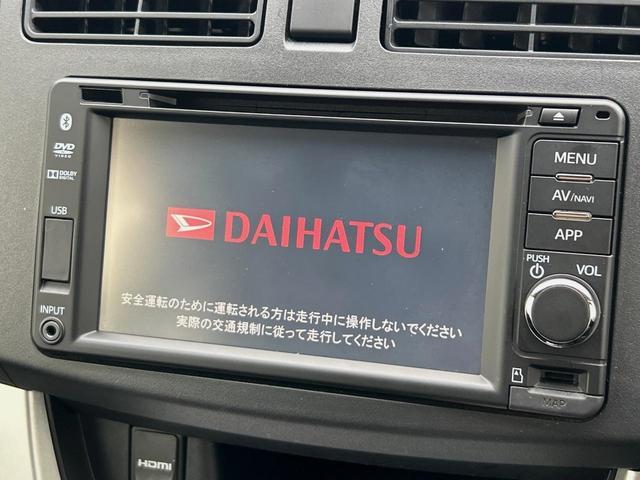 DVD
VIDEO
DOLBY
DIGITAL
USB
INPUT
DAIHATSU
安全運転のために運転される方は走行中に操作しないでください
実際の交通規制に従って走行してください
MENU
AV/NAVI
APP
PUSH
VOL
MAP
HDMI